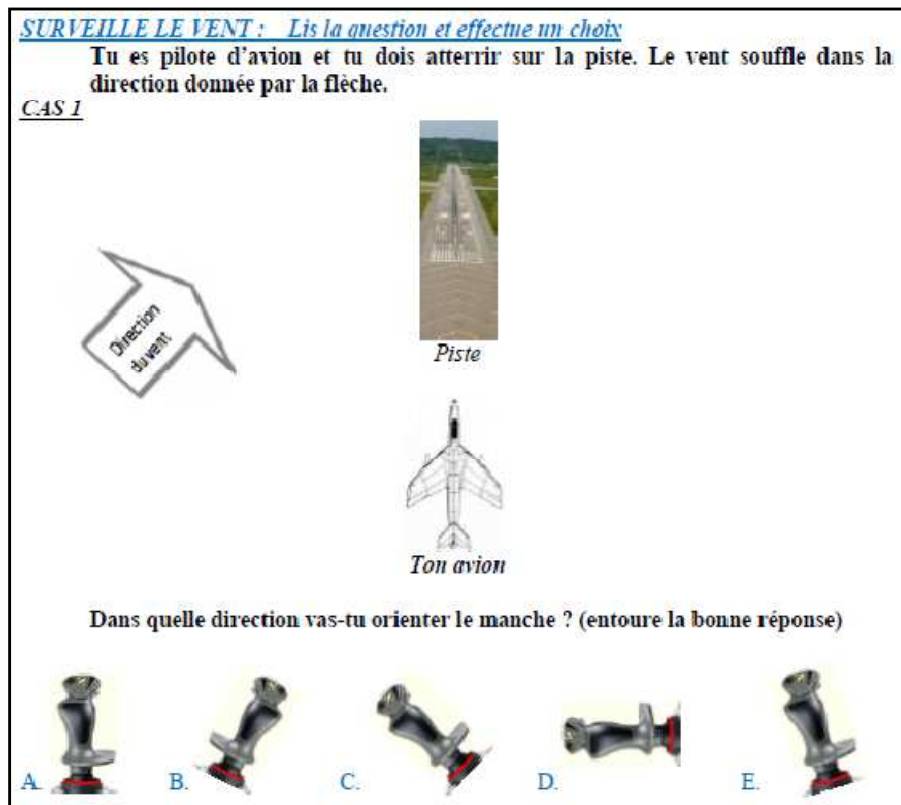 SURVEILLE LE VENT : Lis la question et effectue un choix
Tu es pilote d’avion et tu dois atterrir sur la piste. Le vent souffle dans la
direction donnée par la flèche.
CAS 1
Direction
du vent
Piste
Ton avion
Dans quelle direction vas-tu orienter le manche ? (entoure la bonne réponse)
A. B. C. D. E.